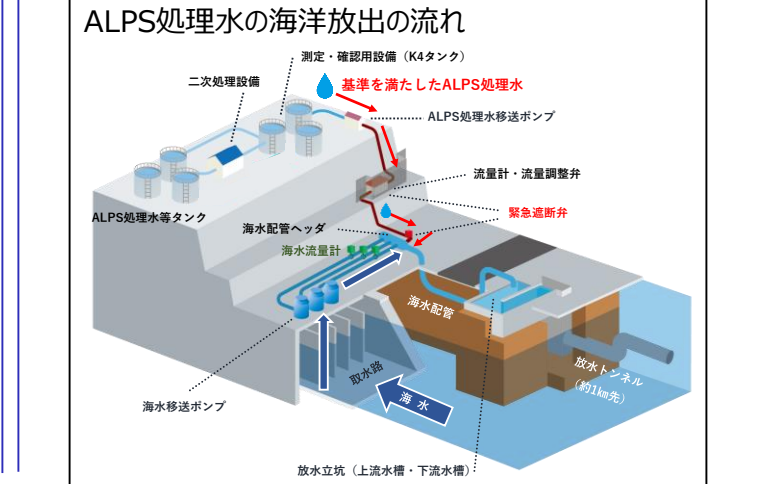 ALPS処理水の海洋放出の流れ
測定・確認用設備（K4タンク）
二次処理設備
基準を満たしたALPS処理水
ALPS処理水移送ポンプ
流量計・流量調整弁
ALPS処理水等タンク
緊急遮断弁
海水配管ヘッダ
海水流量計
海水配管
取水路
放水トンネル
（約1㎞先）
海水移送ポンプ
海 水
放水立坑（上流水槽・下流水槽）